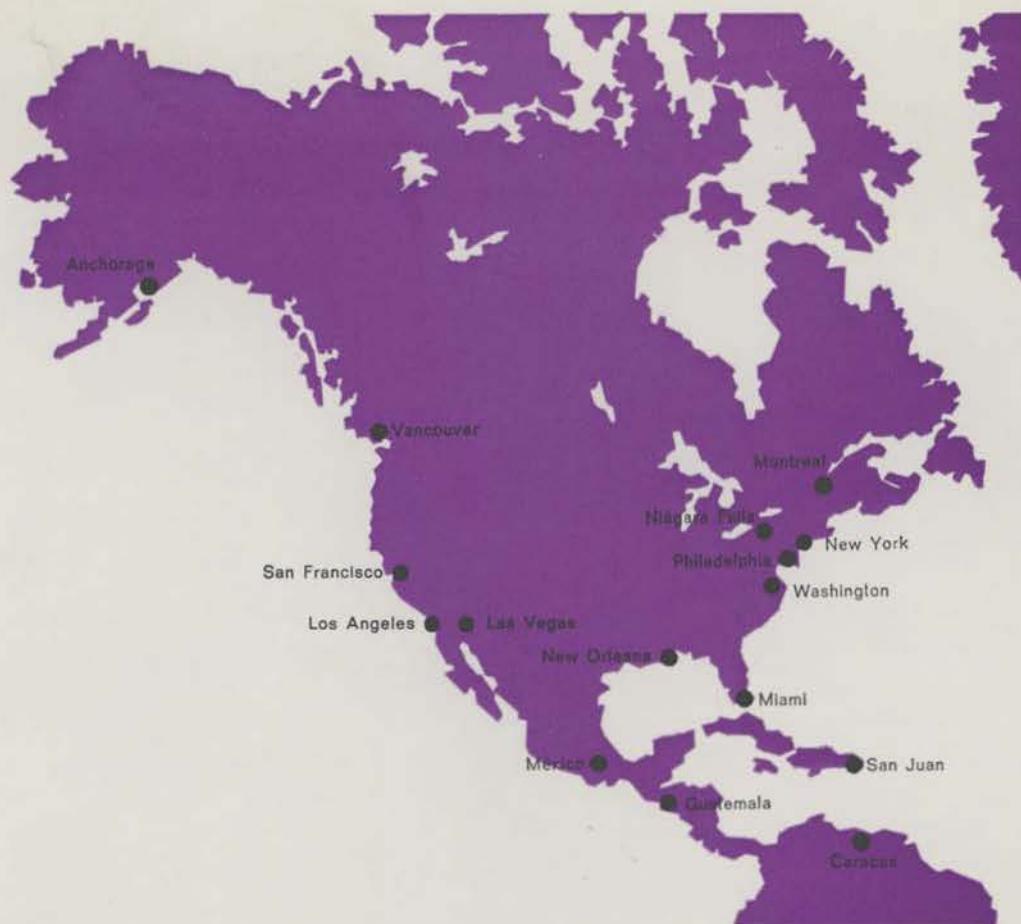 Anchorage
Vancouver
Montreal
Niagara Falls
New York
Philadelphia
San Francisco
Washington
Los Angeles
Las Vegas
New Orleans
Miami
México
San Juan
Guatemala
Caracas